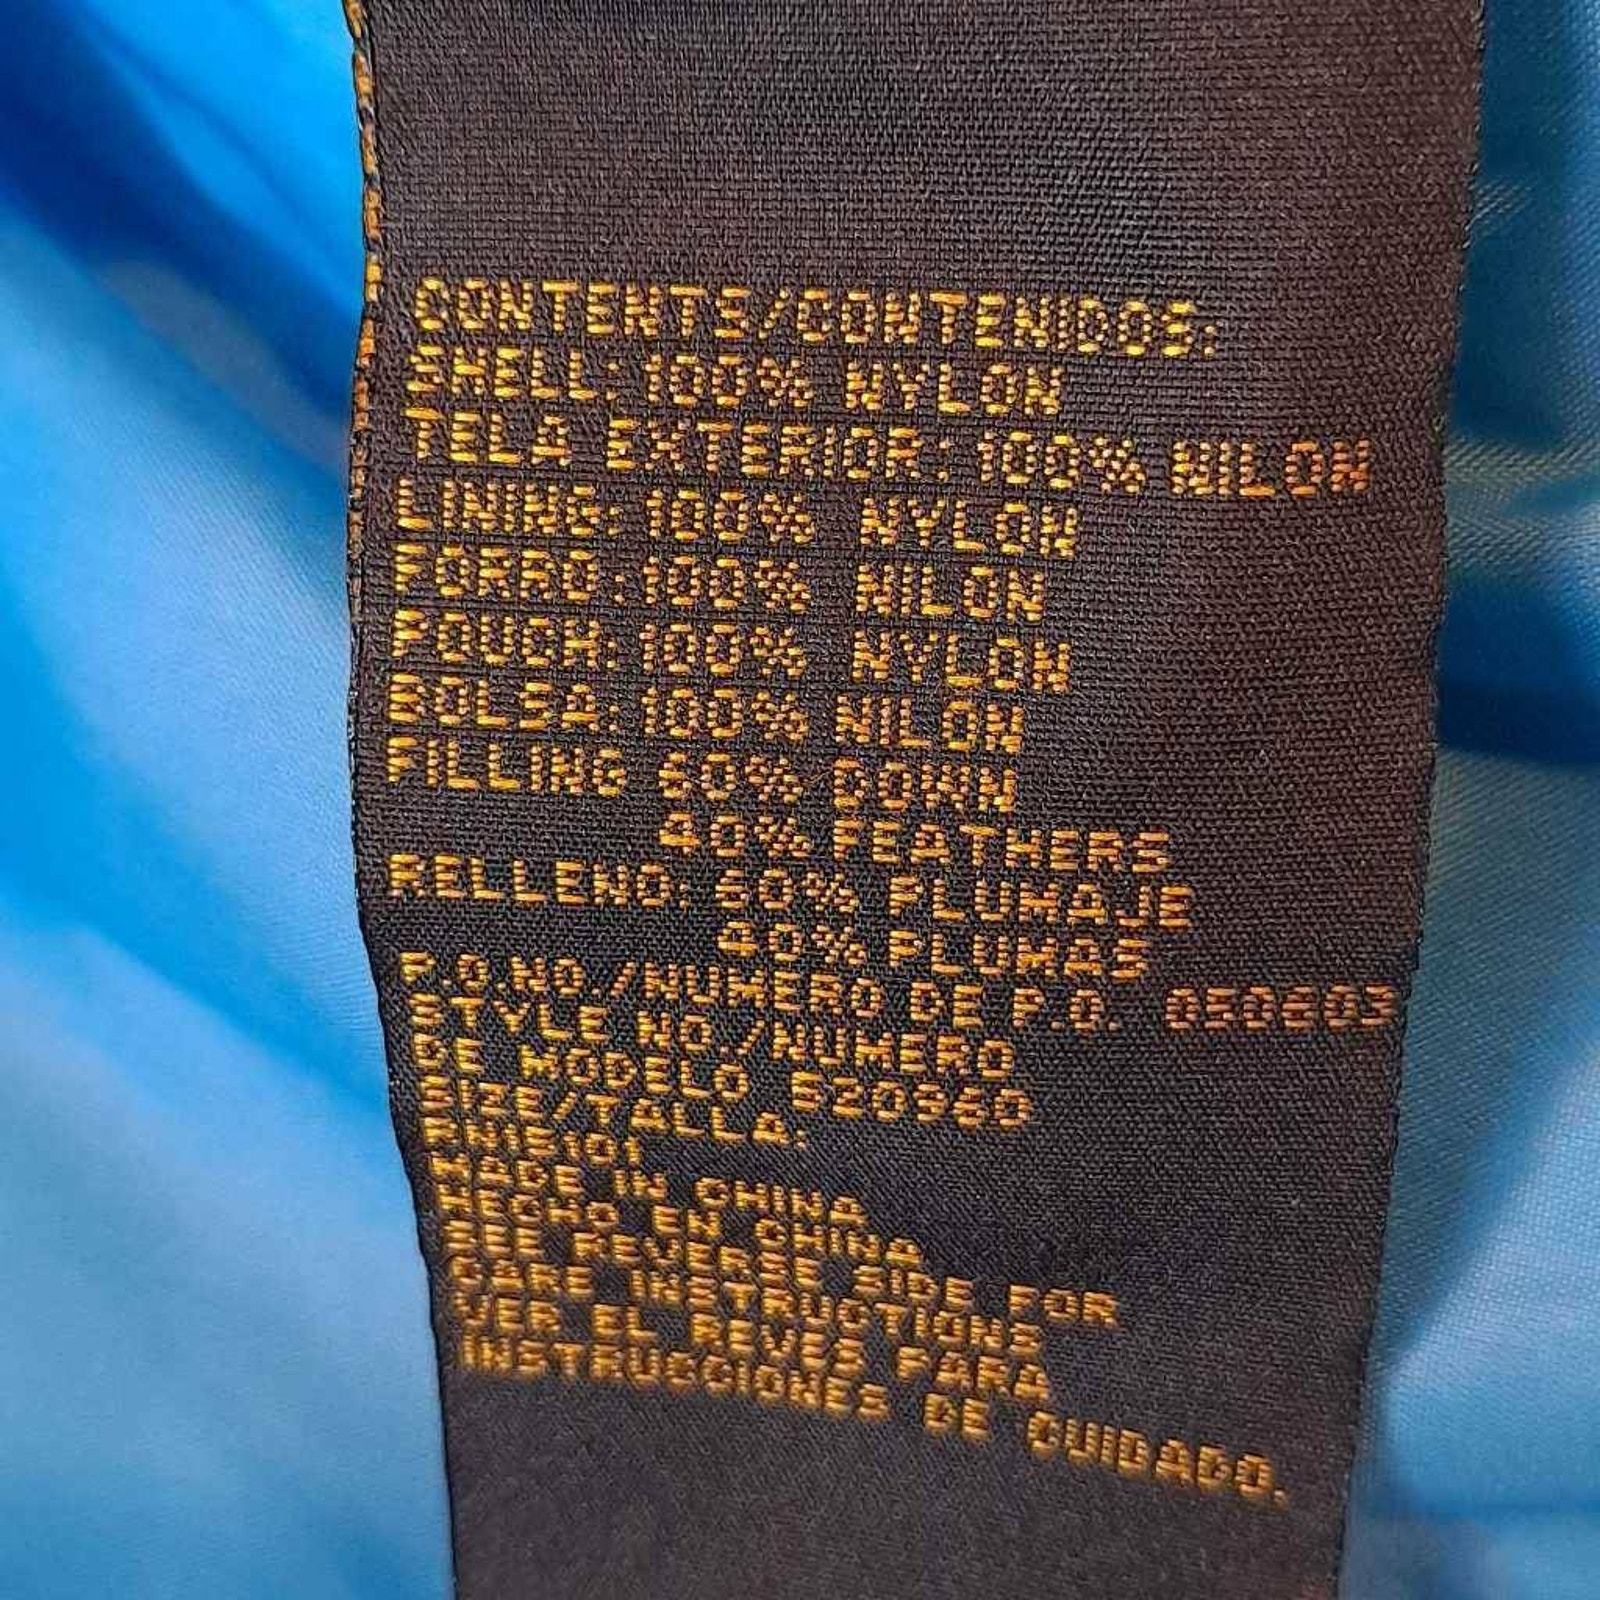 CONTENTS/CONTENIDOS:
SHELL: 100% NYLON
TELA EXTERIOR: 100% NILON
LINING: 100% NYLON
FORRO: 100% NILON
POUCH: 100% NYLON
BOLSA: 100% NILON
FILLING 60% DOWN
40% FEATHERS
RELLENO: 60% PLUMAJE
40% PLUMAS
P.O.NO./NUMERO DE P.O. 050803
STYLE NO./NUMERO
DE MODELO 520960
SIZE/TALLA:
MADE IN CHINA
HECHO EN CHINA
SEE REVERSE SIDE FOR
CARE INSTRUCTIONS
VER EL REVES PARA
INSTRUCCIONES DE CUIDADO.